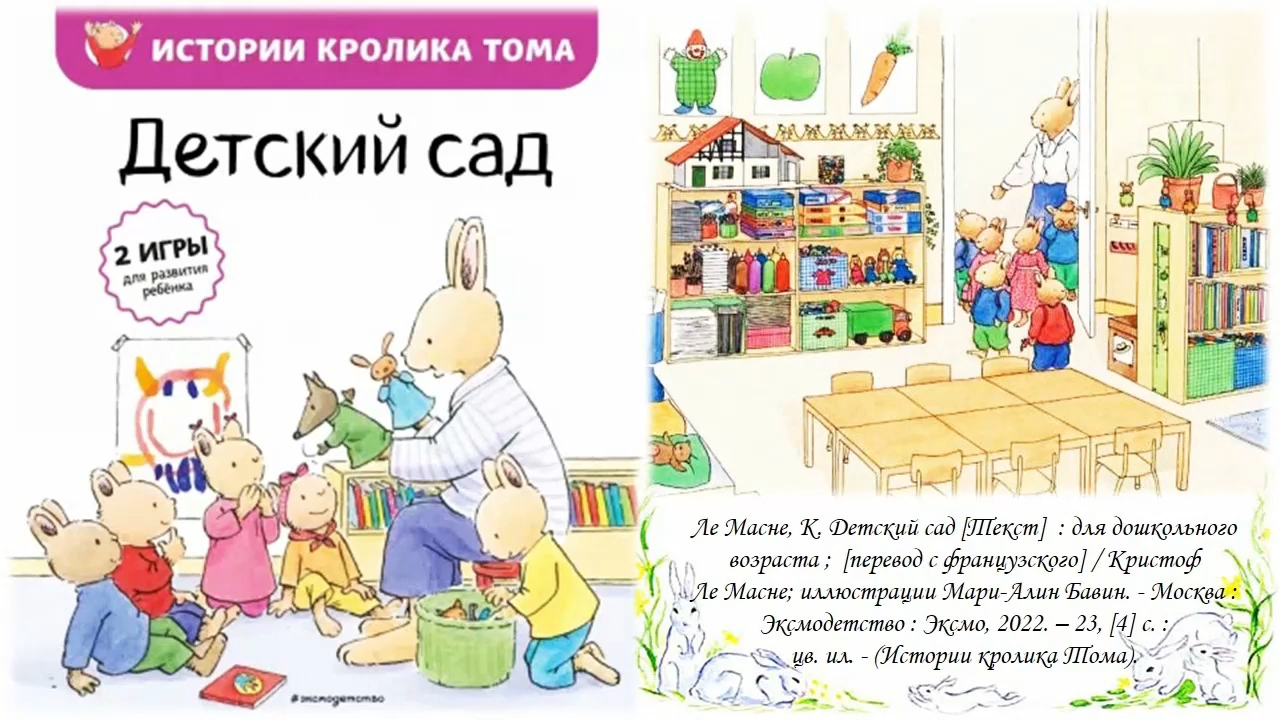 ИСТОРИИ КРОЛИКА ТОМА
Детский сад
2 ИГРЫ
для развития
ребёнка
#эксмодетство
Ле Масне, К. Детский сад [Текст] : для дошкольного
возраста ; [перевод с французского] / Кристоф
Ле Масне; иллюстрации Мари-Алин Бавин. - Москва :
Эксмодетство : Эксмо, 2022. – 23, [4] с. :
цв. ил. - (Истории кролика Тома).